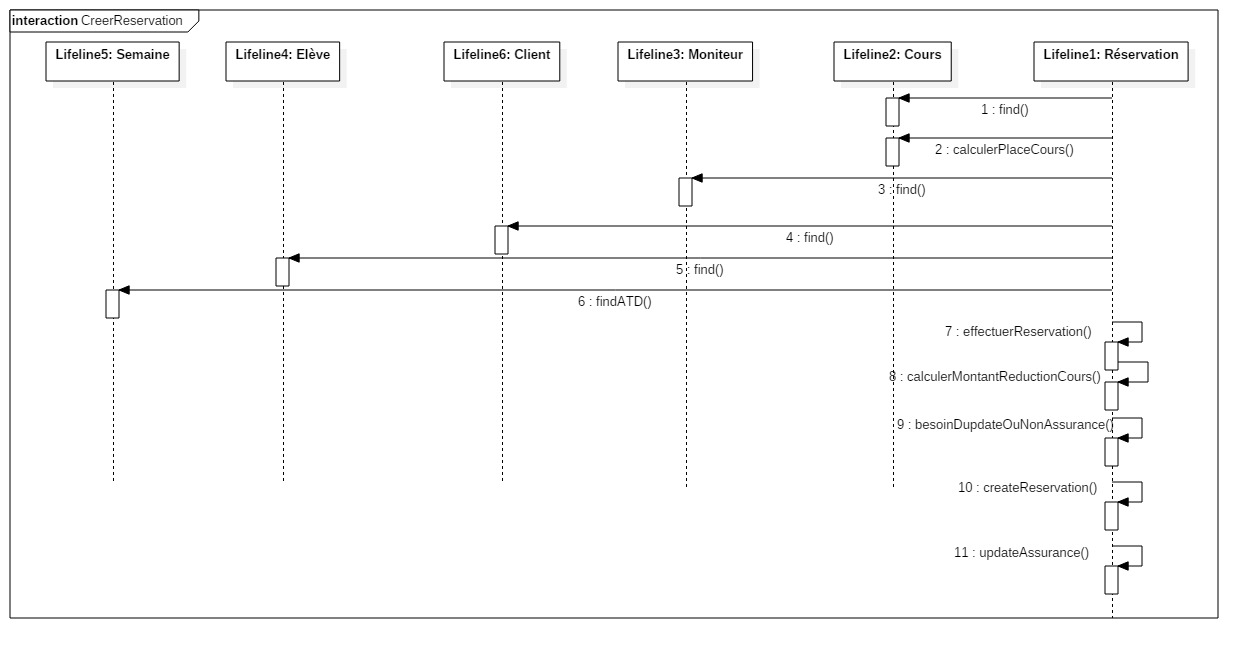 interaction CreerReservation
Lifeline5: Semaine
Lifeline4: Elève
Lifeline6: Client
Lifeline3: Moniteur
Lifeline2: Cours
Lifeline1: Réservation
1 : find()
2 : calculerPlaceCours()
3 : find()
4 : find()
5 : find()
6 : findATD()
7 : effectuerReservation()
8 : calculerMontantReductionCours()
9 : besoinDupdateOuNonAssurance()
10 : createReservation()
11 : updateAssurance()